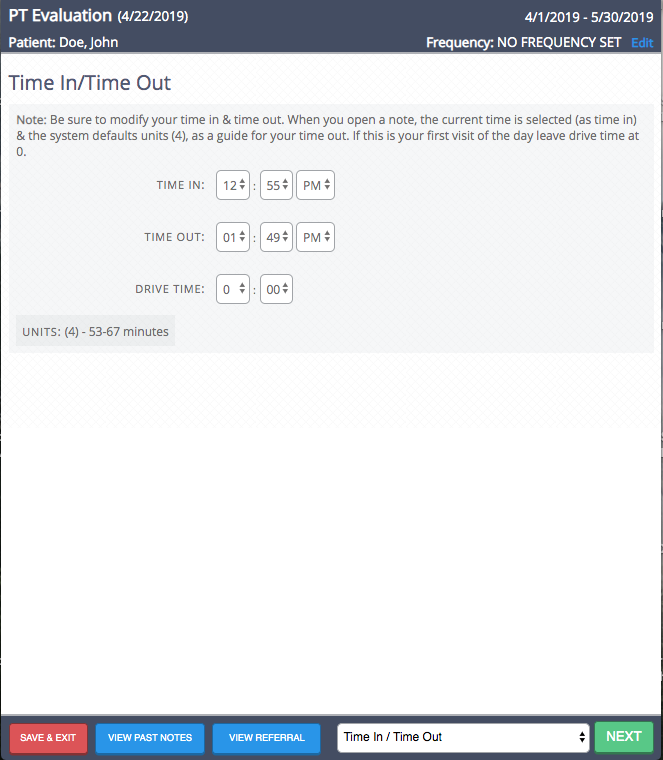 PT Evaluation (4/22/2019)
4/1/2019 - 5/30/2019
Patient: Doe, John
Frequency: NO FREQUENCY SET Edit
Time In/Time Out
Note: Be sure to modify your time in & time out. When you open a note, the current time is selected (as time in)
& the system defaults units (4), as a guide for your time out. If this is your first visit of the day leave drive time at
0.
TIME IN: 12 : 55 PM
TIME OUT: 01 : 49 PM
DRIVE TIME: 0 : 00
UNITS: (4) - 53-67 minutes
SAVE & EXIT
VIEW PAST NOTES
VIEW REFERRAL
Time In / Time Out
NEXT